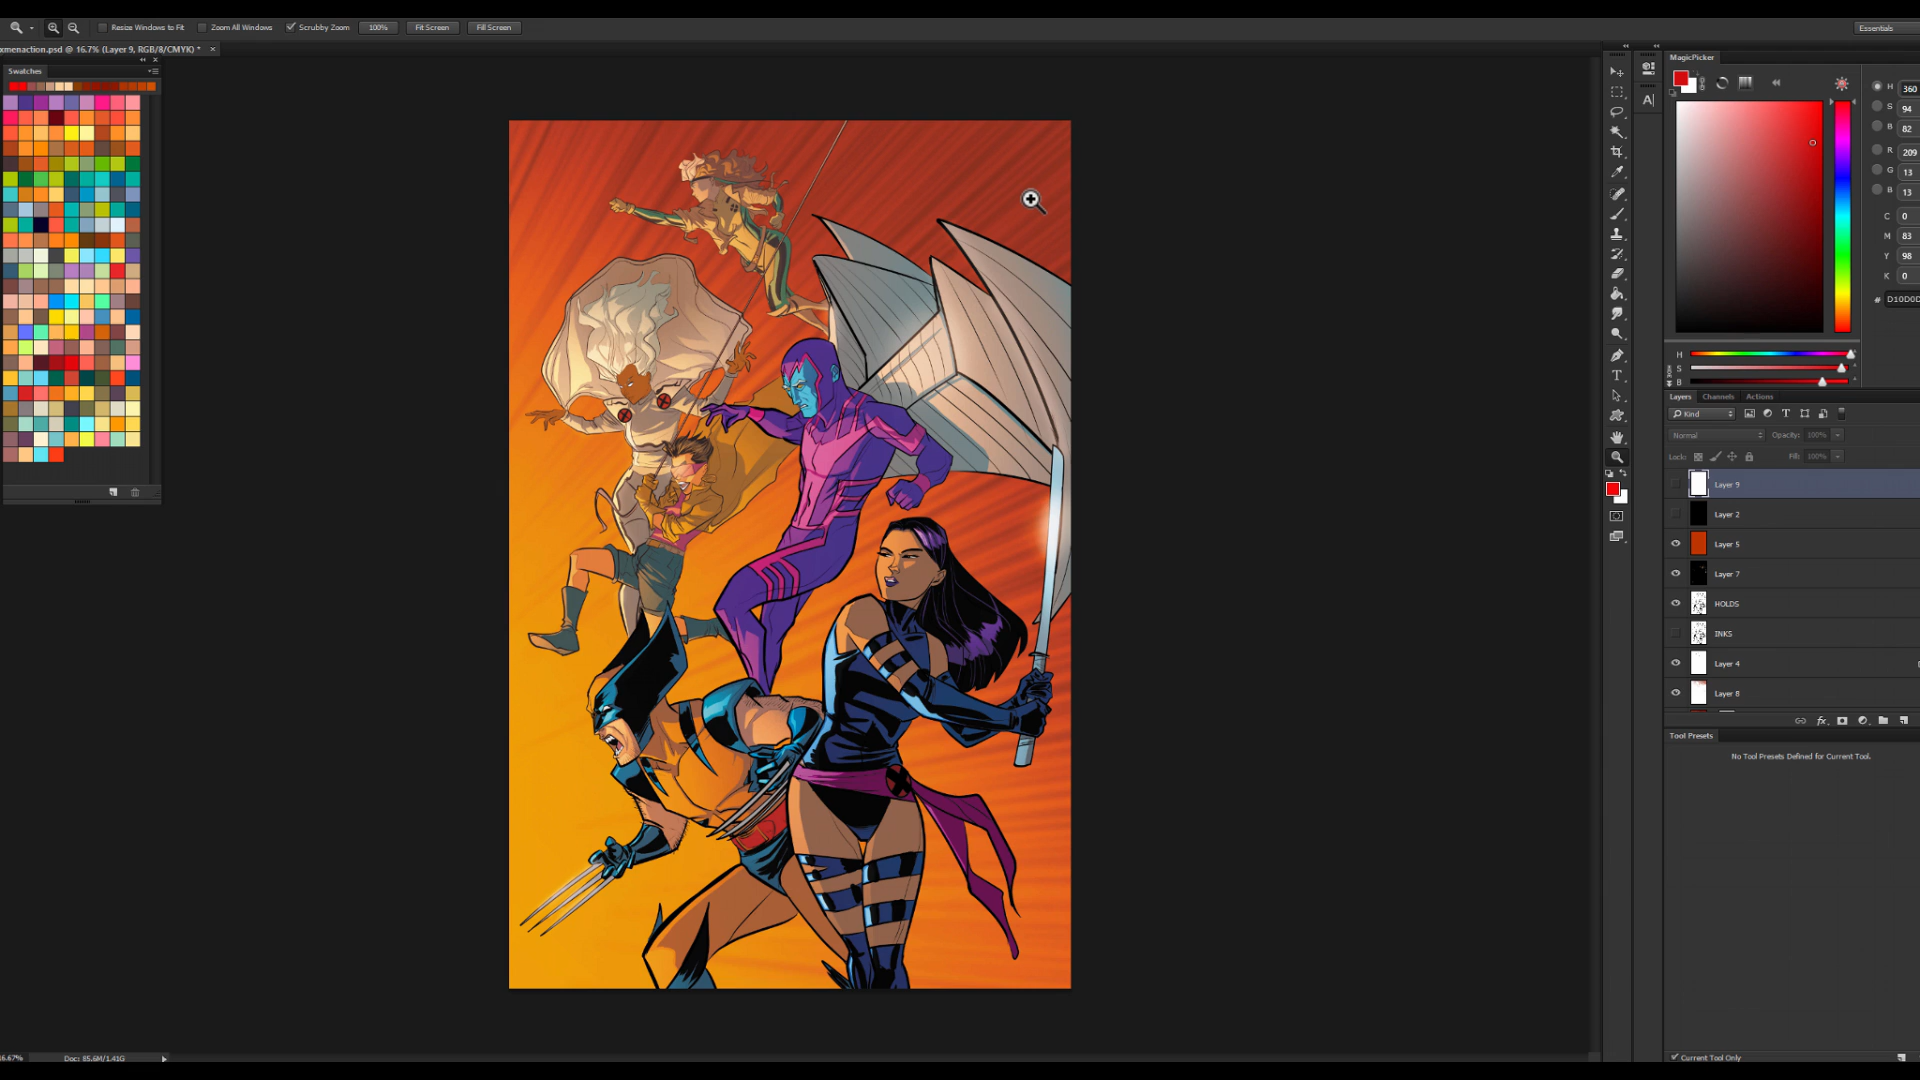 Resize Windows to Fit
Zoom All Windows
Scrubby Zoom
100%
Fit Screen
Fill Screen
Essentials
xmenaction.psd @ 16.7% (Layer 9, RGB/8/CMYK) *
Swatches
MagicPicker
H 360
S 94
B 82
R 209
G 13
B 13
C 0
M 83
Y 98
K 0
# D10D0D
H
S
B
Layers
Channels
Actions
Kind
Normal
Opacity: 100%
Lock:
Fill: 100%
Layer 9
Layer 2
Layer 5
Layer 7
HOLDS
INKS
Layer 4
Layer 8
Tool Presets
No Tool Presets Defined for Current Tool.
Current Tool Only
16.67%
Doc: 85.6M/1.41G